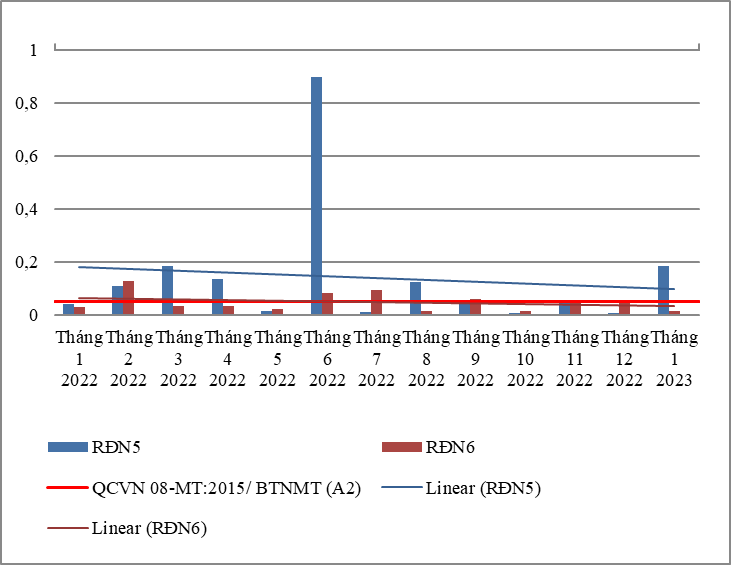 1
0,8
0,6
0,4
0,2
0
Tháng Tháng Tháng Tháng Tháng Tháng Tháng Tháng Tháng Tháng Tháng Tháng Tháng
1 2 3 4 5 6 7 8 9 10 11 12 1
2022 2022 2022 2022 2022 2022 2022 2022 2022 2022 2022 2022 2023
RĐN5 RĐN6
QCVN 08-MT:2015/ BTNMT (A2) Linear (RĐN5)
Linear (RĐN6)